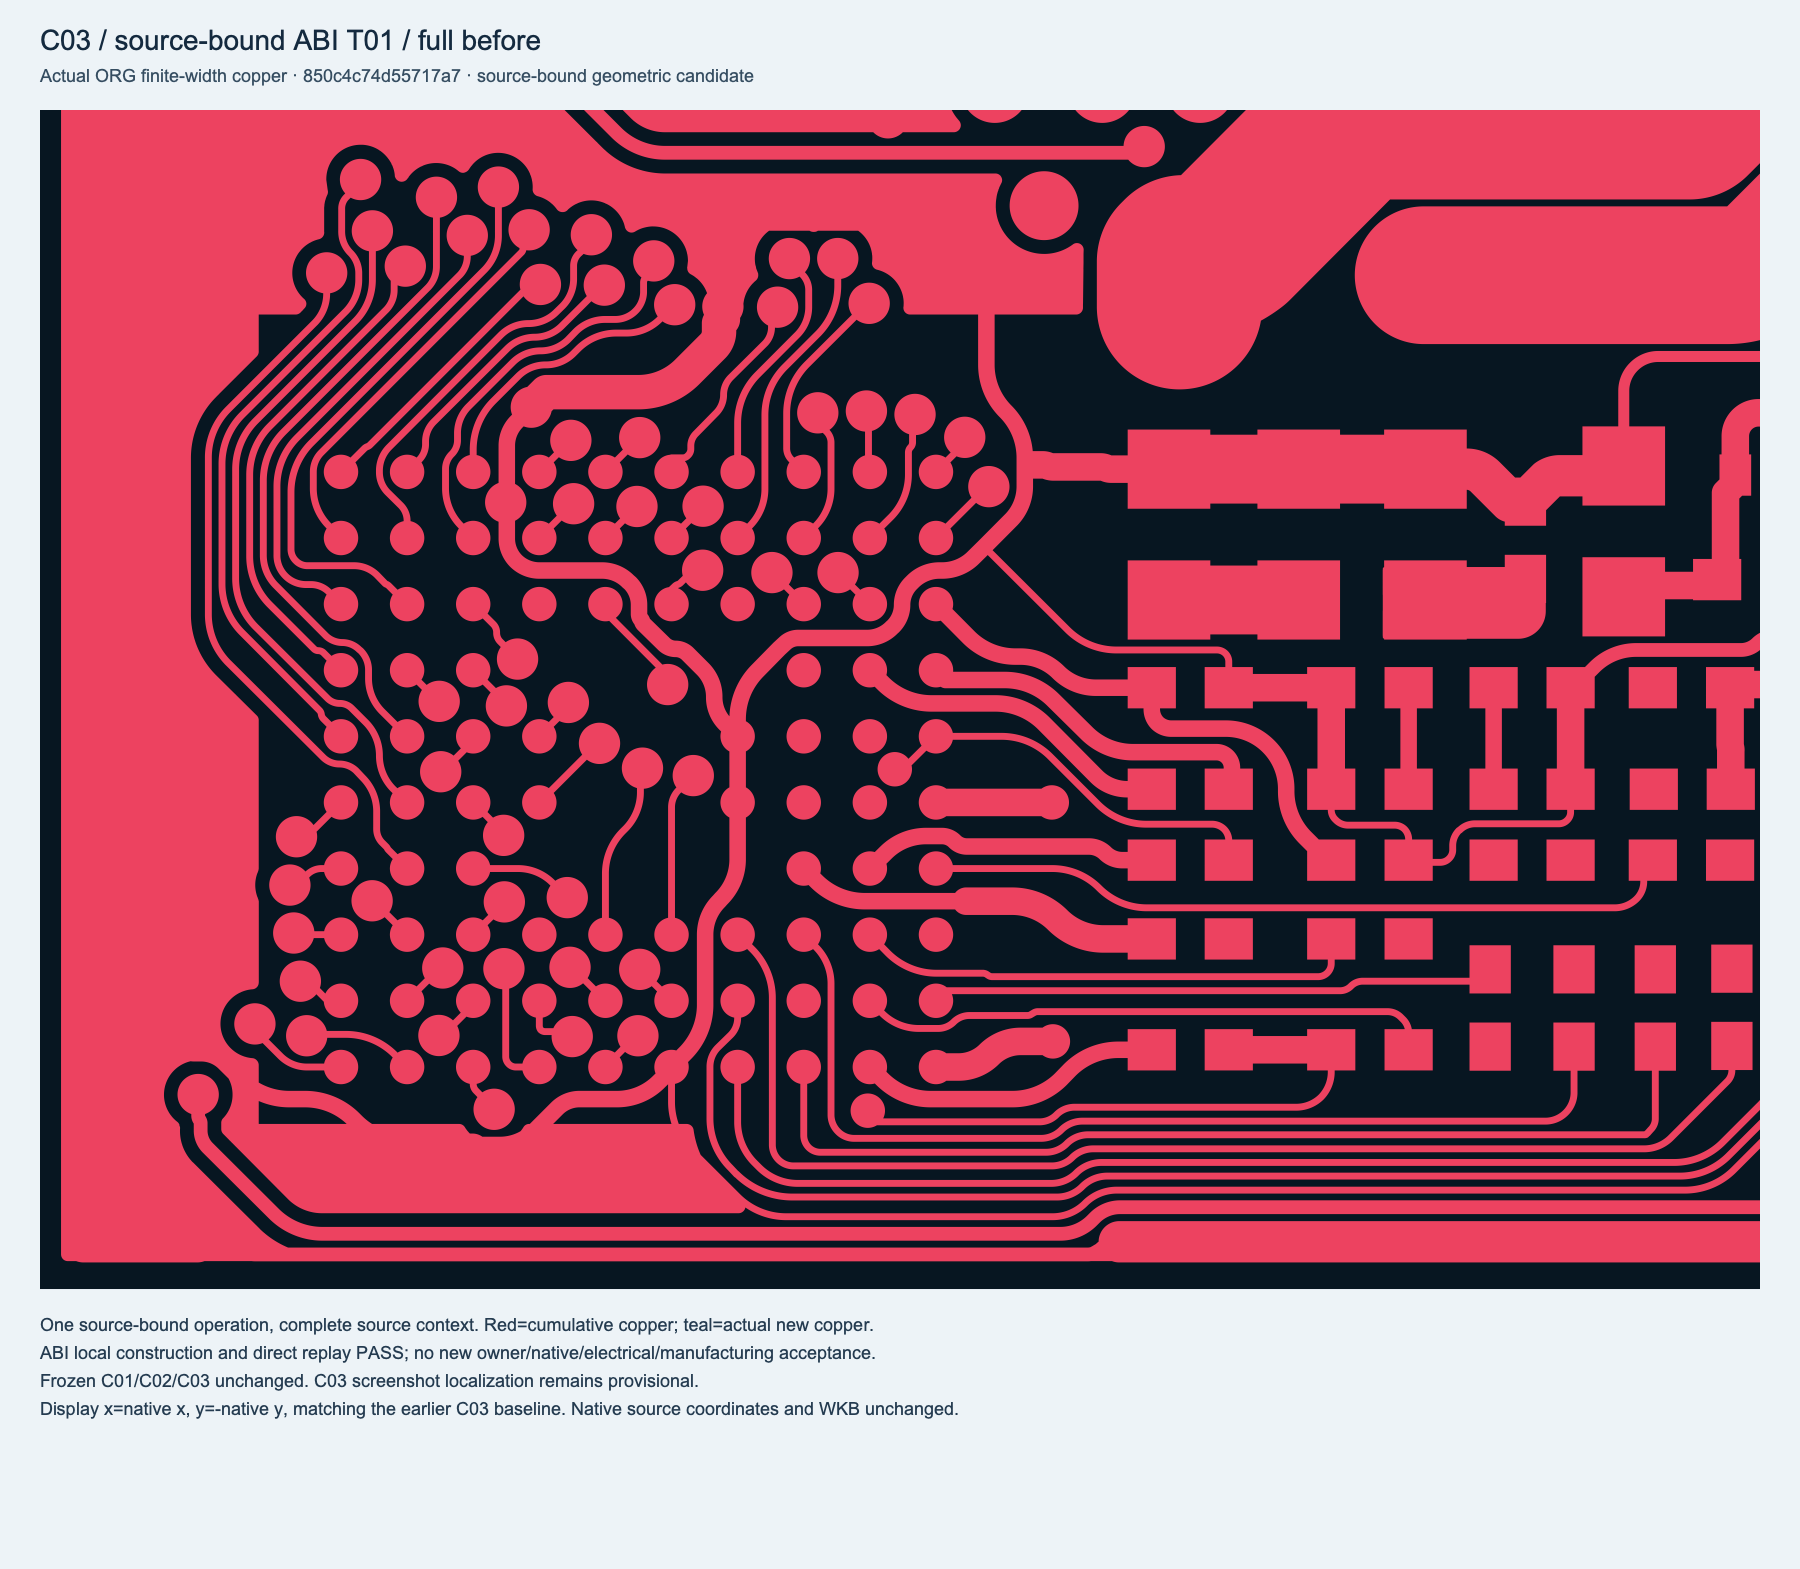 C03 / source-bound ABI T01 / full before
Actual ORG finite-width copper · 850c4c74d55717a7 · source-bound geometric candidate
One source-bound operation, complete source context. Red=cumulative copper; teal=actual new copper.
ABI local construction and direct replay PASS; no new owner/native/electrical/manufacturing acceptance.
Frozen C01/C02/C03 unchanged. C03 screenshot localization remains provisional.
Display x=native x, y=-native y, matching the earlier C03 baseline. Native source coordinates and WKB unchanged.